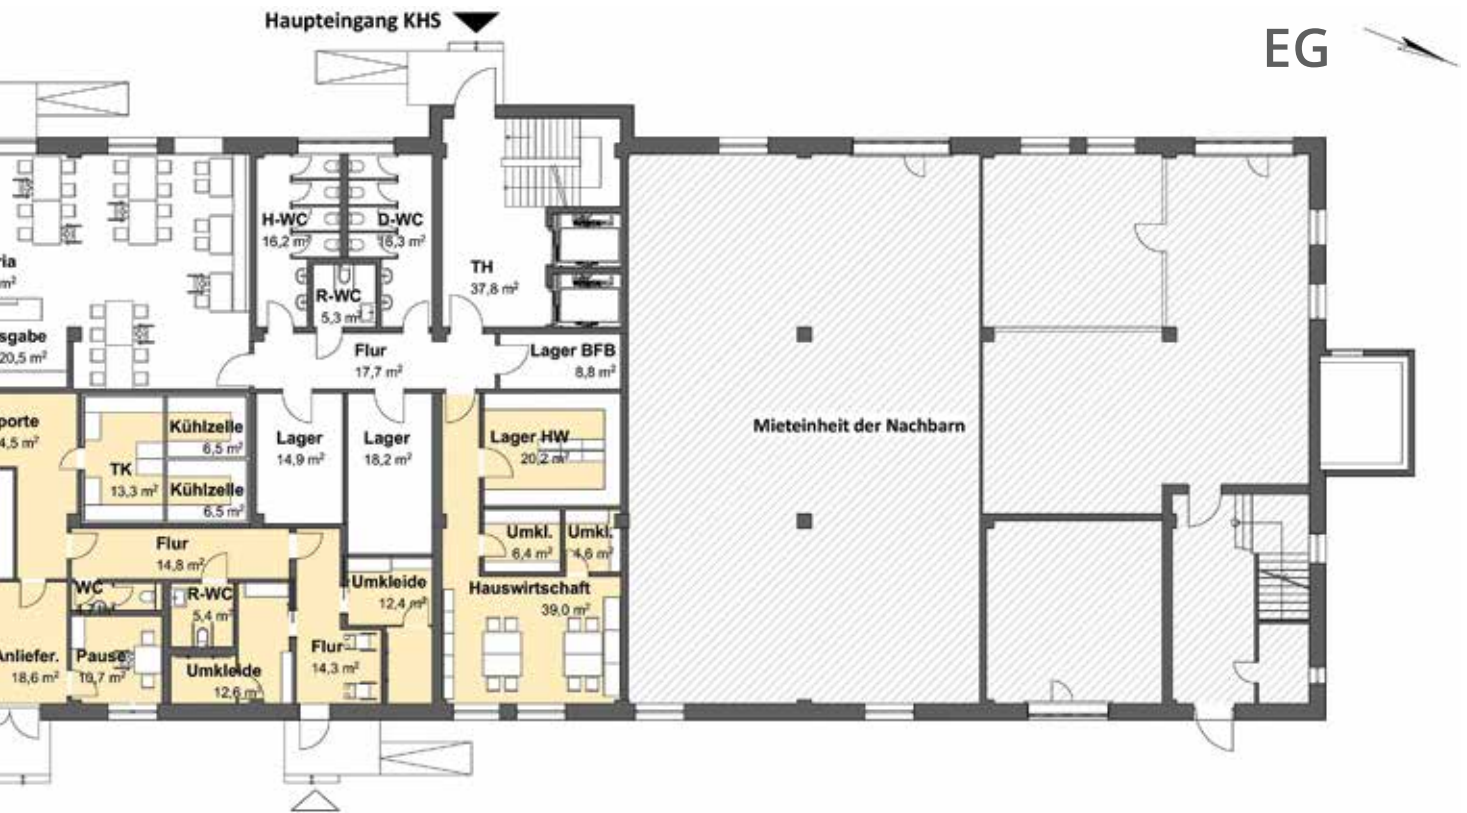 Haupteingang KHS
EG
H-WC
16,2 m²
D-WC
16,3 m²
R-WC
5,3 m²
TH
37,8 m²
ria
m²
sgabe
20,5 m²
Flur
17,7 m²
Lager BFB
8,8 m²
porte
4,5 m²
TK
13,3 m²
Kühlzelle
6,5 m²
Kühlzelle
6,5 m²
Lager
14,9 m²
Lager
18,2 m²
Lager HW
20,2 m²
Mieteinheit der Nachbarn
Flur
14,8 m²
Umkl.
6,4 m²
Umkl.
4,6 m²
WC
R-WC
5,4 m²
Umkleide
12,4 m²
Hauswirtschaft
39,0 m²
Anliefer.
18,6 m²
Pause
10,7 m²
Umkleide
12,6 m²
Flur
14,3 m²